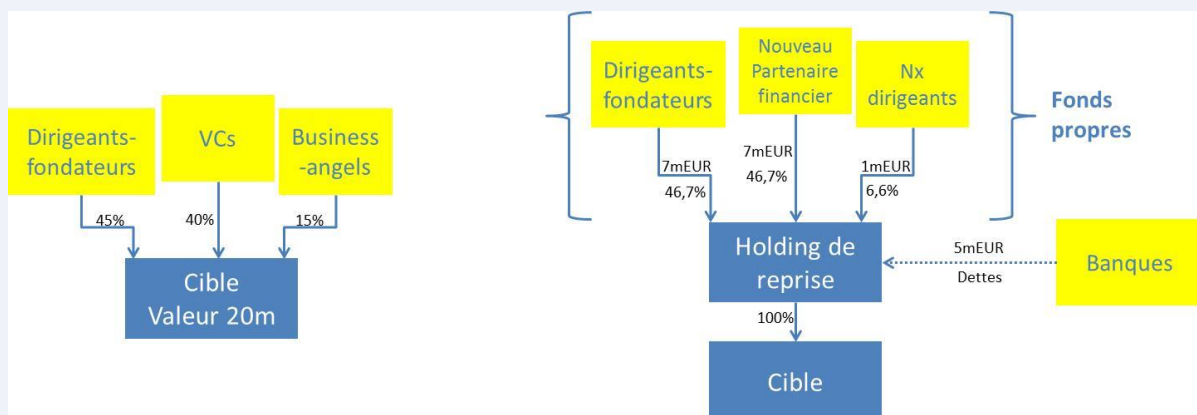 Dirigeants-
fondateurs
VCs
Business
-angels
45%
40%
15%
Cible
Valeur 20m
Dirigeants-
fondateurs
Nouveau
Partenaire
financier
Nx
dirigeants
Fonds
propres
7mEUR
46,7%
7mEUR
46,7%
1mEUR
6,6%
Holding de
reprise
5mEUR
Dettes
Banques
100%
Cible